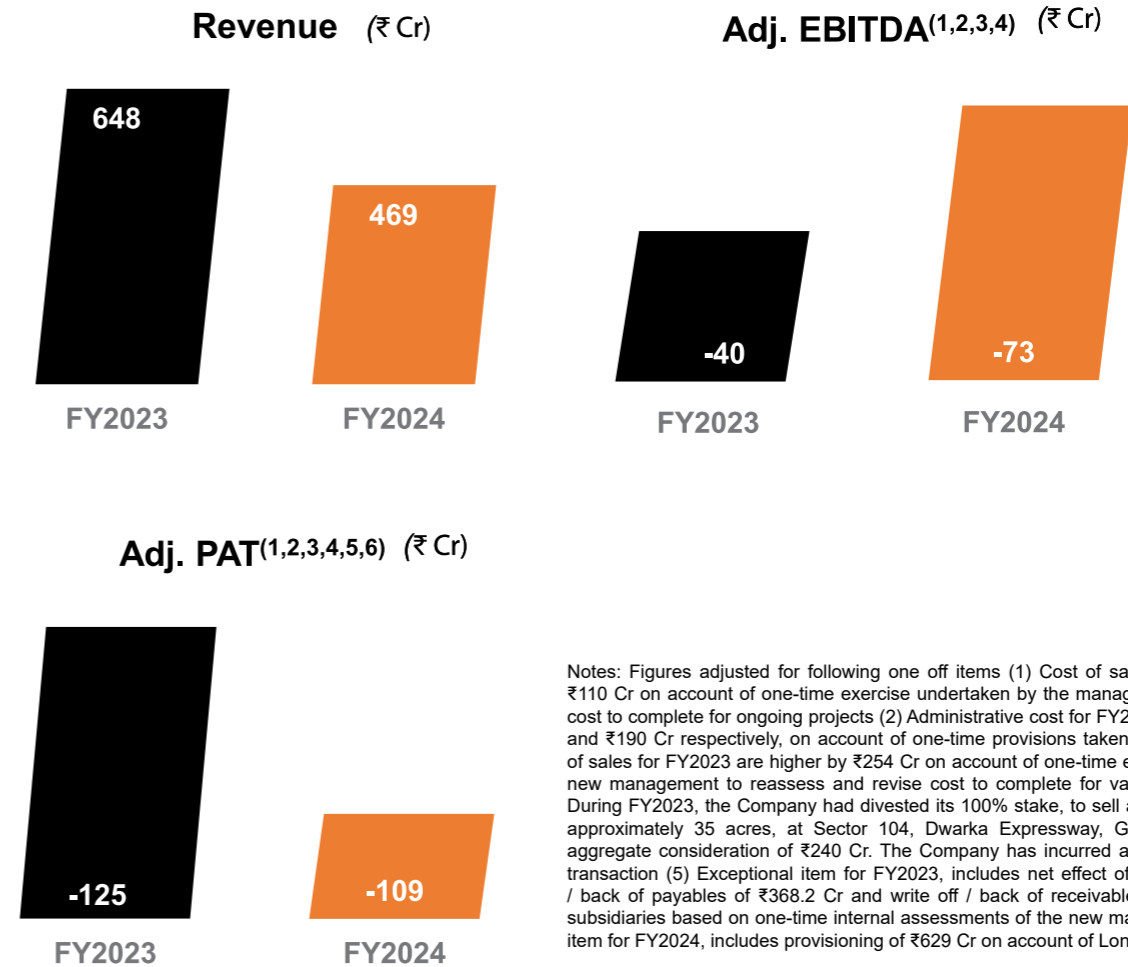 Revenue (₹ Cr)
648
469
FY2023 FY2024
Adj. EBITDA(1,2,3,4) (₹ Cr)
-40
-73
FY2023 FY2024
Adj. PAT(1,2,3,4,5,6) (₹ Cr)
-125
-109
FY2023 FY2024
Notes: Figures adjusted for following one off items (1) Cost of
₹110 Cr on account of one-time exercise undertaken by the
cost to complete for ongoing projects (2) Administrative cost for
and ₹190 Cr respectively, on account of one-time provisions taken
of sales for FY2023 are higher by ₹254 Cr on account of one-time
new management to reassess and revise cost to complete for
During FY2023, the Company had divested its 100% stake, to sell
approximately 35 acres, at Sector 104, Dwarka Expressway,
aggregate consideration of ₹240 Cr. The Company has incurred
transaction (5) Exceptional item for FY2023, includes net effect of
/ back of payables of ₹368.2 Cr and write off / back of
subsidiaries based on one-time internal assessments of the new
item for FY2024, includes provisioning of ₹629 Cr on account of